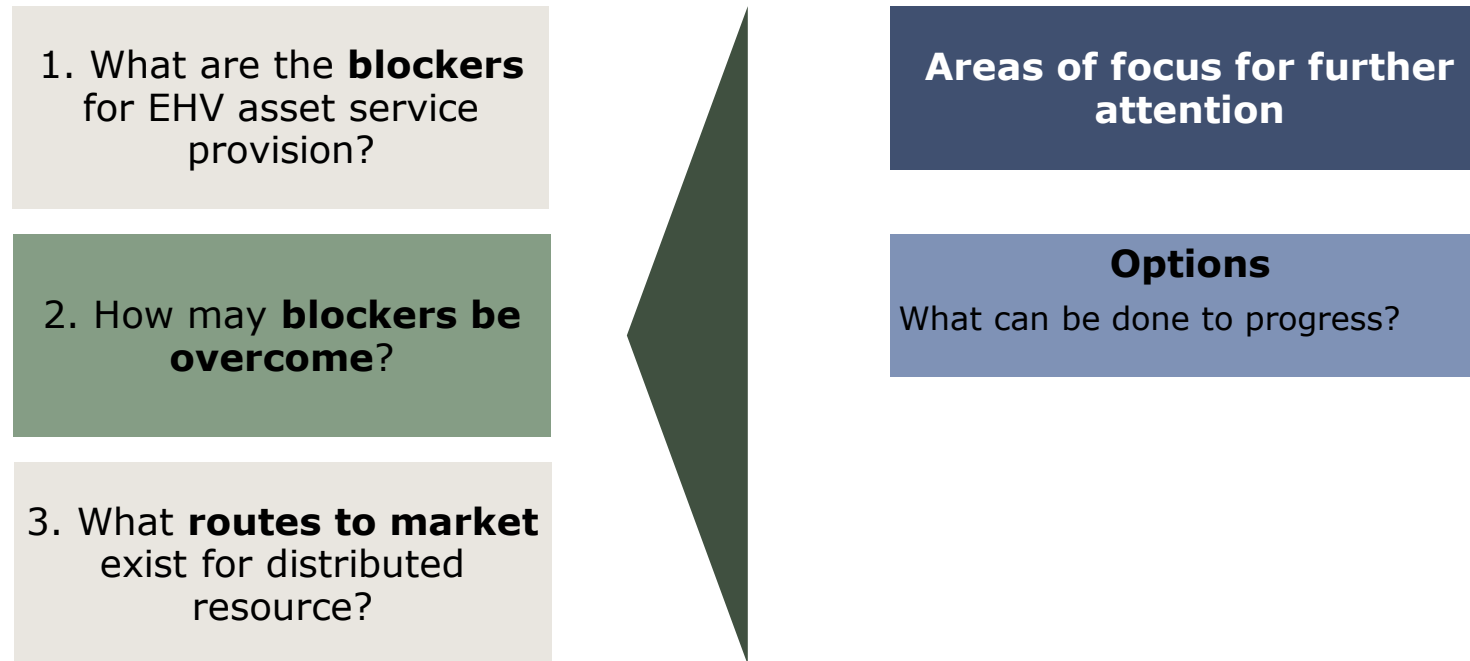 1. What are the blockers
for EHV asset service
provision?
2. How may blockers be
overcome?
3. What routes to market
exist for distributed
resource?
Areas of focus for further
attention
Options
What can be done to progress?